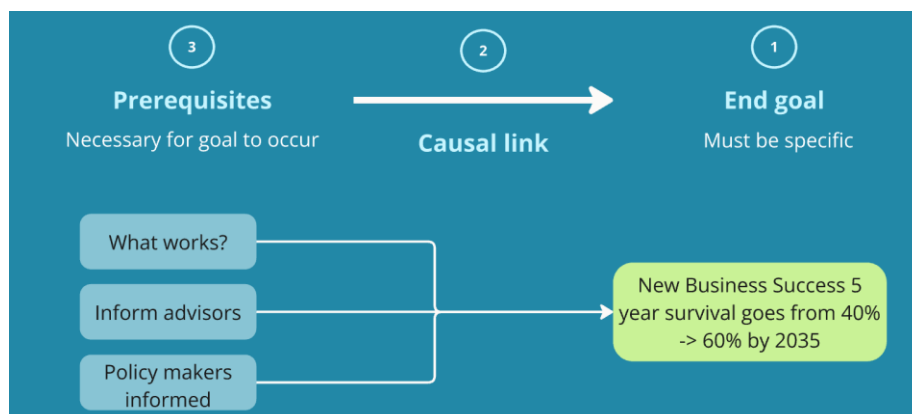 3
2
1
Prerequisites
Causal link
End goal
Necessary for goal to occur
Must be specific
What works?
Inform advisors
Policy makers
informed
New Business Success 5
year survival goes from 40%
-> 60% by 2035